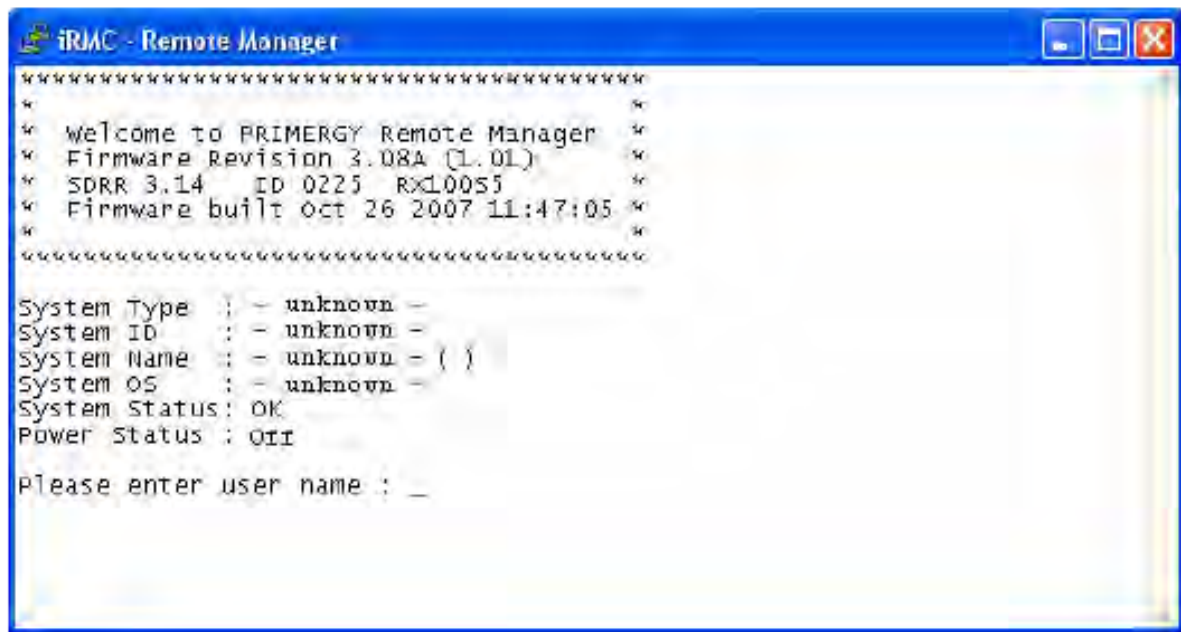 iRMC - Remote Manager
*****************************************
*                                       *
*  Welcome to PRIMERGY Remote Manager   *
*  Firmware Revision 3.08A (1.01)       *
*  SDRR 3.14   ID 0225  RX100S5         *
*  Firmware built Oct 26 2007 11:47:05  *
*                                       *
*****************************************
System Type  : - unknown -
System ID    : - unknown -
System Name  : - unknown - ( )
System OS    : - unknown -
System Status: OK
Power Status : Off
Please enter user name : _